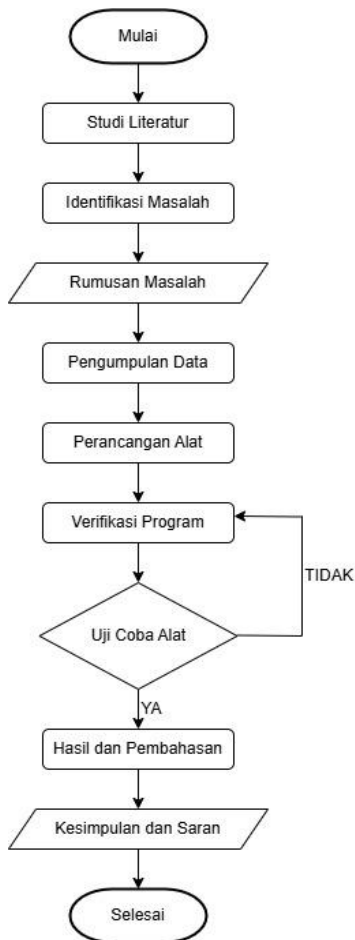 Mulai
Studi Literatur
Identifikasi Masalah
Rumusan Masalah
Pengumpulan Data
Perancangan Alat
Verifikasi Program
TIDAK
Uji Coba Alat
YA
Hasil dan Pembahasan
Kesimpulan dan Saran
Selesai